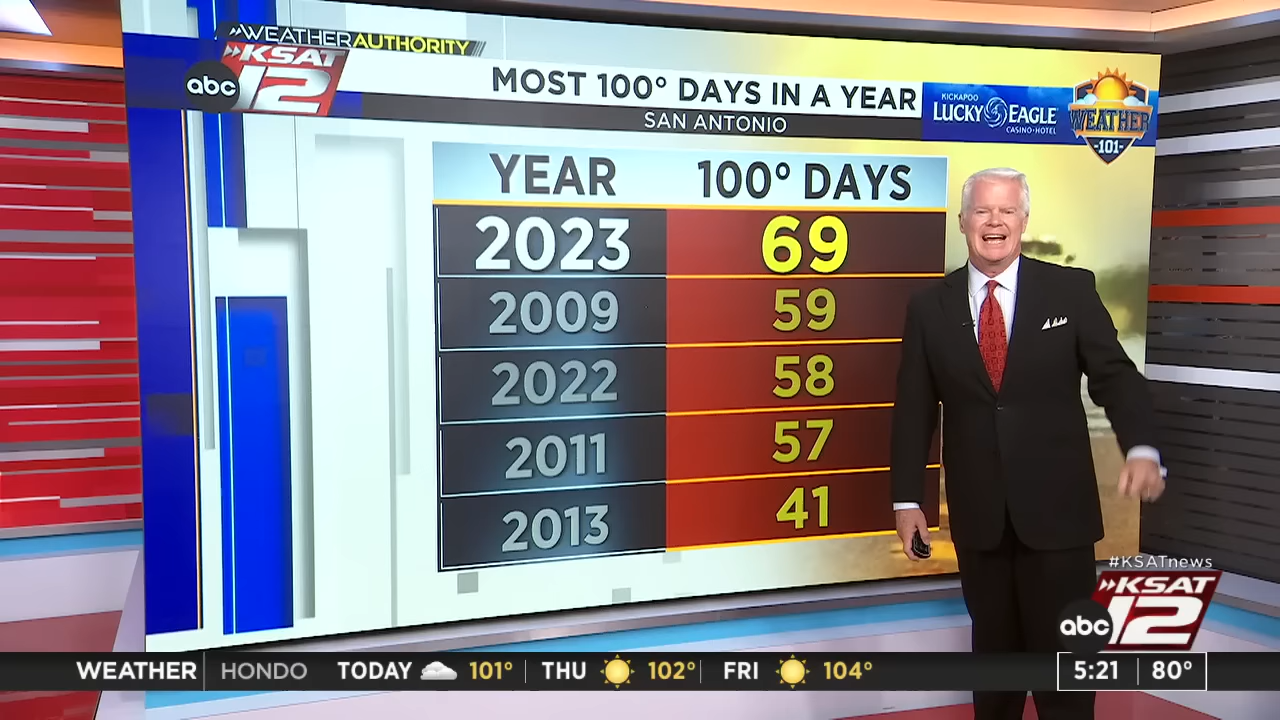 »WEATHERAUTHORITY
»KSAT
abc 12
MOST 100° DAYS IN A YEAR
SAN ANTONIO
KICKAPOO
LUCKY EAGLE
CASINO•HOTEL
WEATHER
-101-
YEAR 100° DAYS
2023 69
2009 59
2022 58
2011 57
2013 41
#KSATnews
»KSAT
abc 12
WEATHER HONDO TODAY 101° THU 102° FRI 104° 5:21 80°